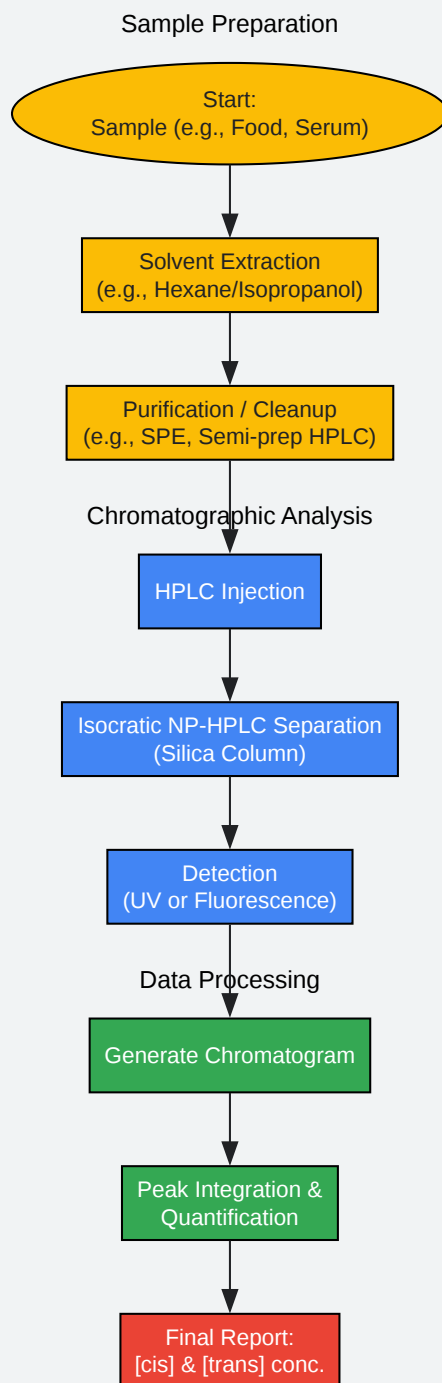 Sample Preparation
Start:
Sample (e.g., Food, Serum)
Solvent Extraction
(e.g., Hexane/Isopropanol)
Purification / Cleanup
(e.g., SPE, Semi-prep HPLC)
Chromatographic Analysis
HPLC Injection
Isocratic NP-HPLC Separation
(Silica Column)
Detection
(UV or Fluorescence)
Data Processing
Generate Chromatogram
Peak Integration &
Quantification
Final Report:
[cis] & [trans] conc.